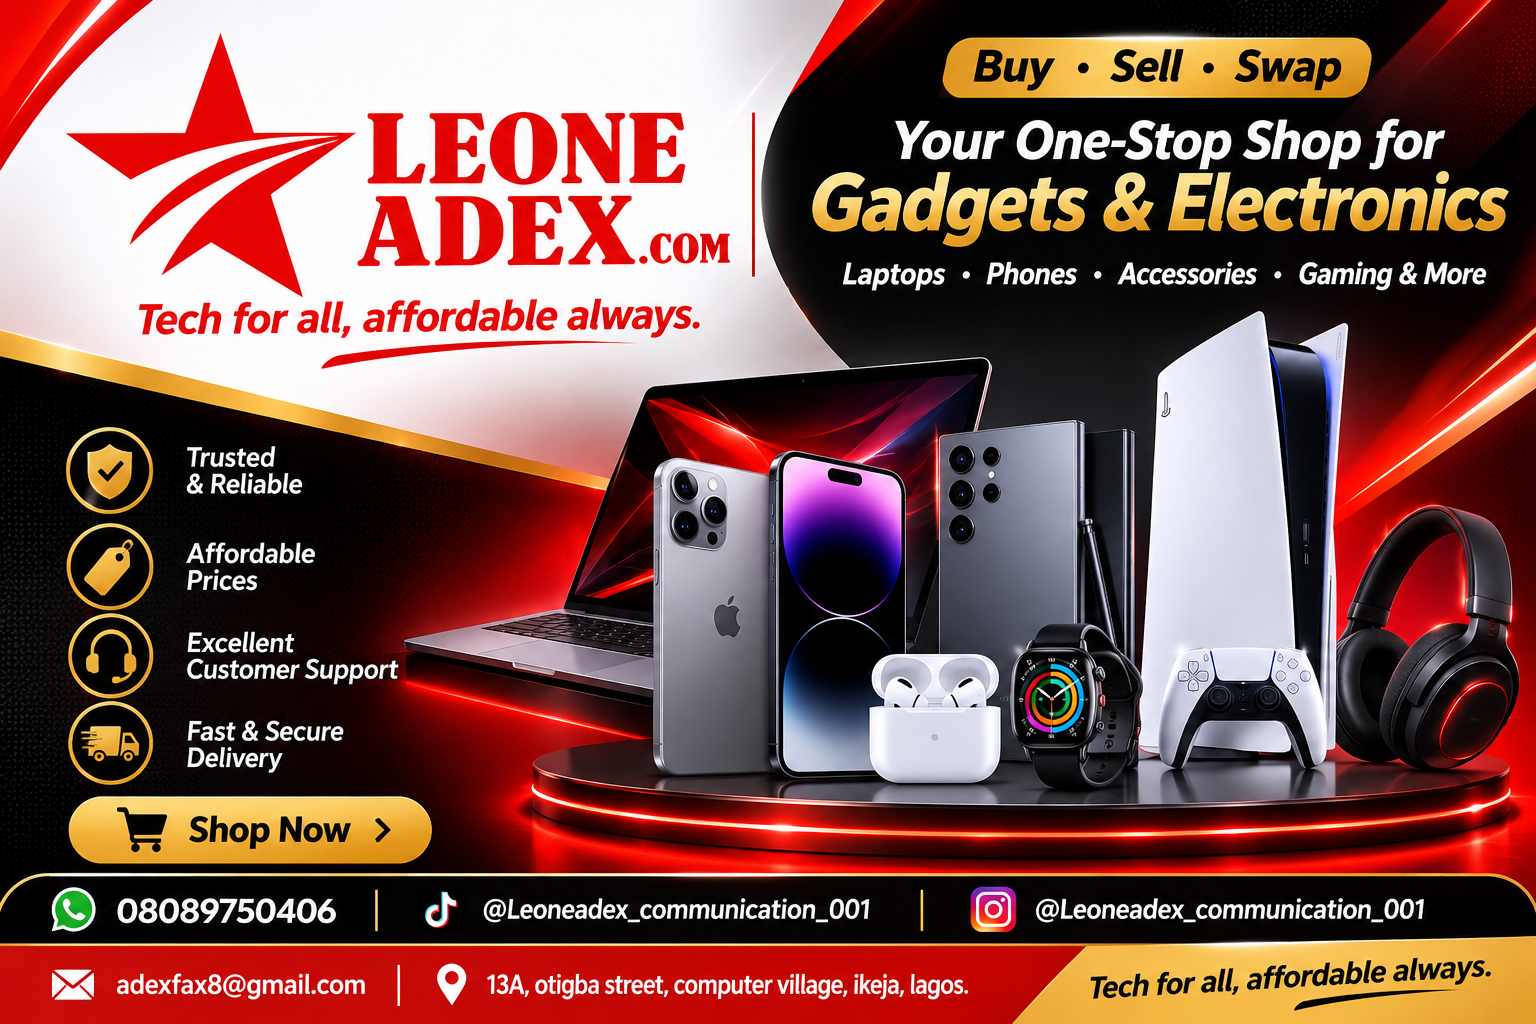 LEONE
ADEX.COM
Tech for all, affordable always.
Buy • Sell • Swap
Your One-Stop Shop for
Gadgets & Electronics
Laptops • Phones • Accessories • Gaming & More
Trusted
& Reliable
Affordable
Prices
Excellent
Customer Support
Fast & Secure
Delivery
Shop Now
08089750406
@Leoneadex_communication_001
@Leoneadex_communication_001
adexfax8@gmail.com
13A, otigba street, computer village, ikeja, lagos.
Tech for all, affordable always.